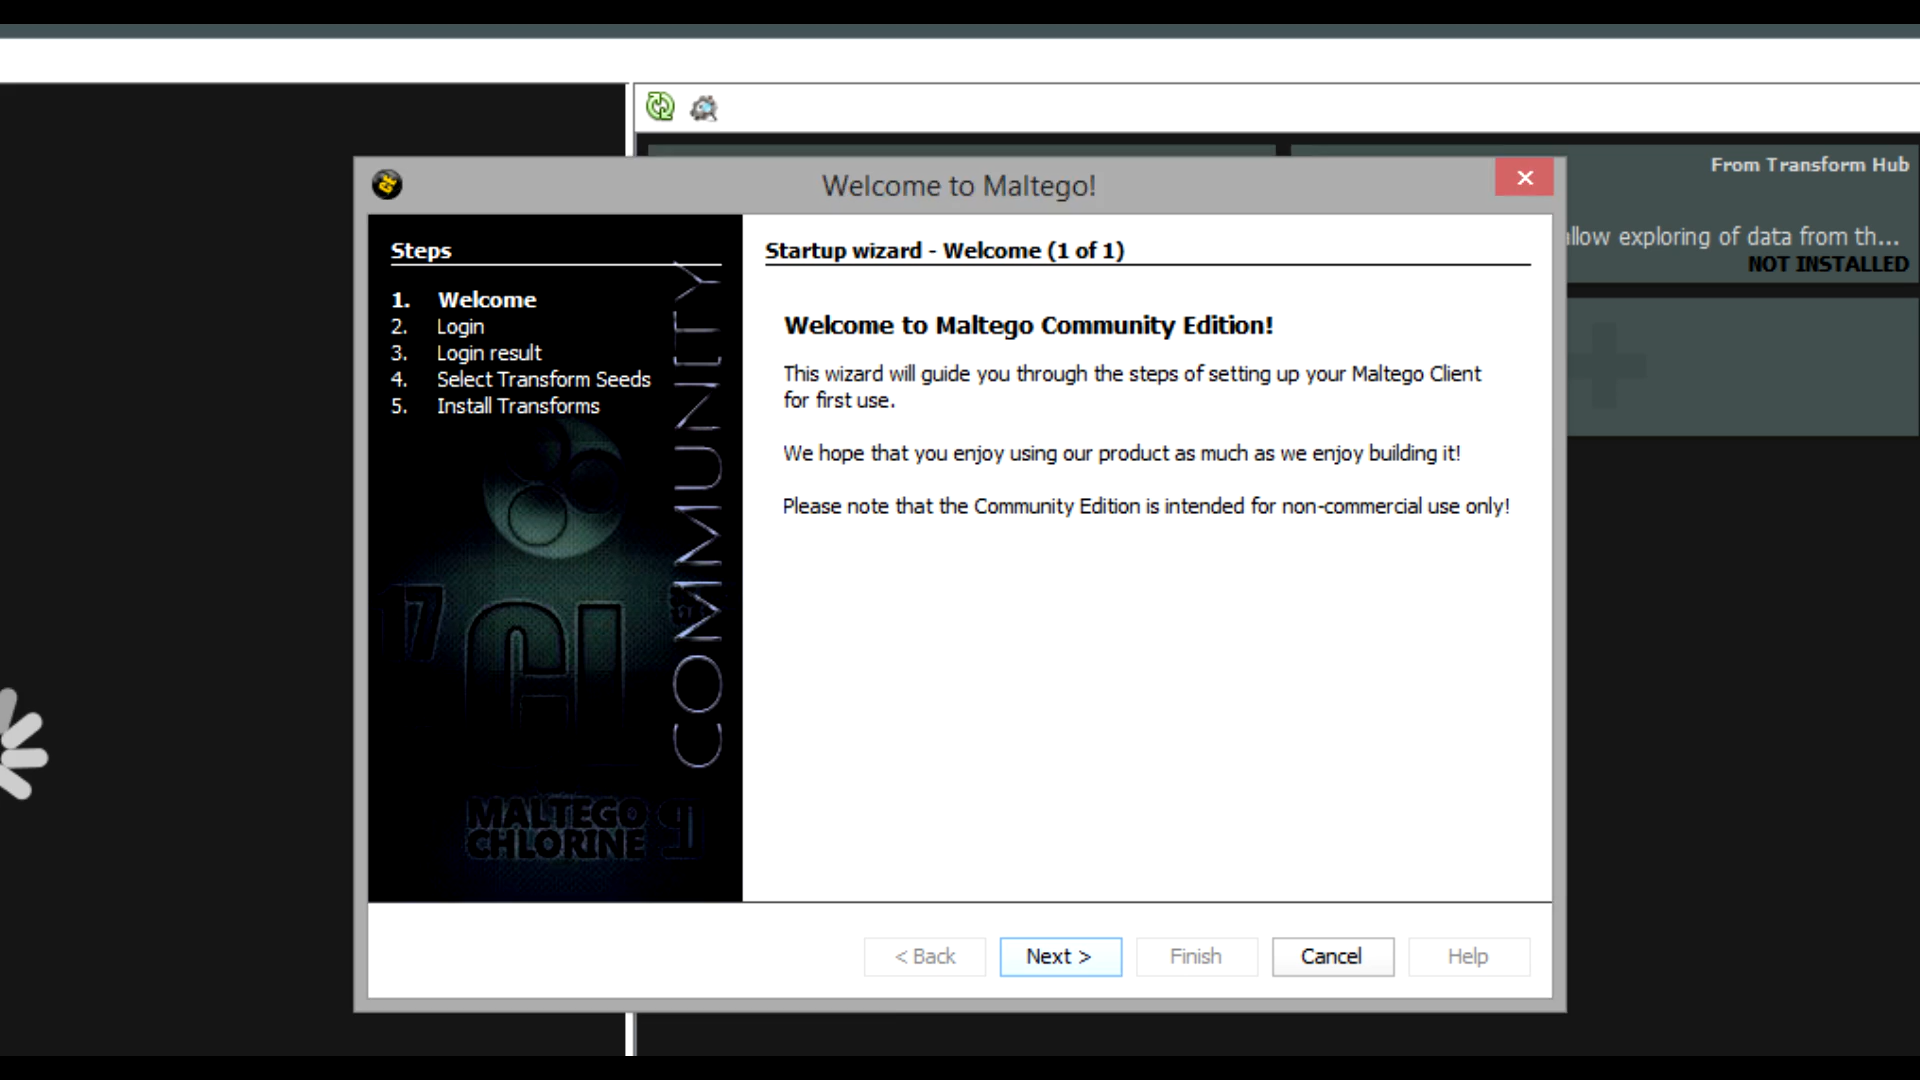 From Transform Hub
allow exploring of data from th...
NOT INSTALLED
Welcome to Maltego!
Steps
1. Welcome
2. Login
3. Login result
4. Select Transform Seeds
5. Install Transforms
COMMUNITY
17
CL
MALTEGO
CHLORINE
Startup wizard - Welcome (1 of 1)
Welcome to Maltego Community Edition!
This wizard will guide you through the steps of setting up your Maltego Client
for first use.
We hope that you enjoy using our product as much as we enjoy building it!
Please note that the Community Edition is intended for non-commercial use only!
< Back
Next >
Finish
Cancel
Help